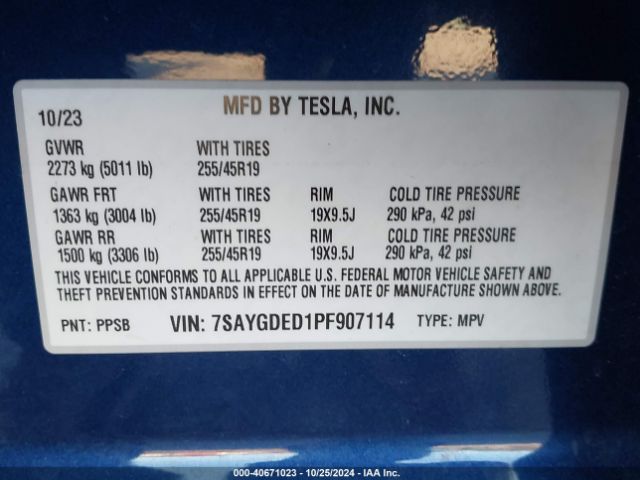 MFD BY TESLA, INC.
10/23
GVWR WITH TIRES
2273 kg (5011 lb) 255/45R19
GAWR FRT WITH TIRES RIM COLD TIRE PRESSURE
1363 kg (3004 lb) 255/45R19 19X9.5J 290 kPa, 42 psi
GAWR RR WITH TIRES RIM COLD TIRE PRESSURE
1500 kg (3306 lb) 255/45R19 19X9.5J 290 kPa, 42 psi
THIS VEHICLE CONFORMS TO ALL APPLICABLE U.S. FEDERAL MOTOR VEHICLE SAFETY AND
THEFT PREVENTION STANDARDS IN EFFECT ON THE DATE OF MANUFACTURE SHOWN ABOVE.
PNT: PPSB VIN: 7SAYGDED1PF907114 TYPE: MPV
000-40671023 - 10/25/2024 - IAA Inc.